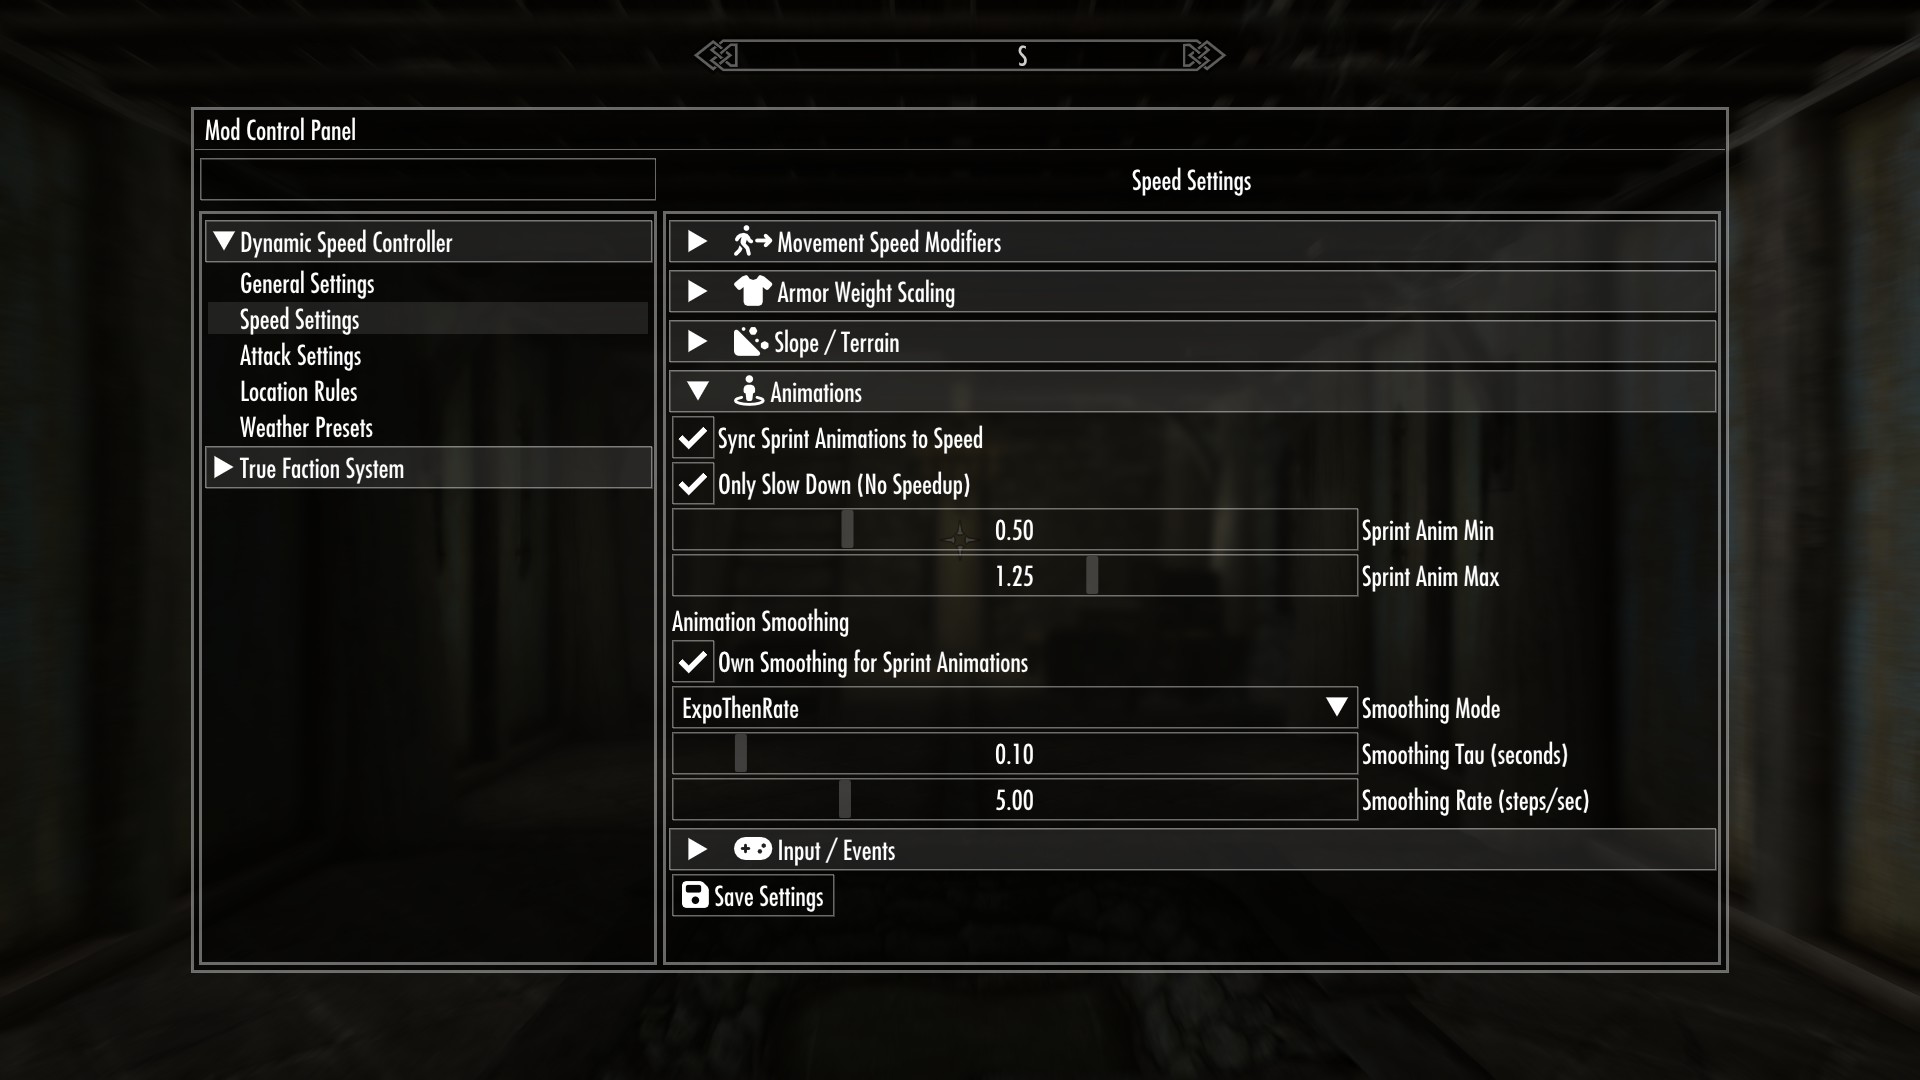 S
Mod Control Panel
Speed Settings
Dynamic Speed Controller
General Settings
Speed Settings
Attack Settings
Location Rules
Weather Presets
True Faction System
Movement Speed Modifiers
Armor Weight Scaling
Slope / Terrain
Animations
Sync Sprint Animations to Speed
Only Slow Down (No Speedup)
0.50 Sprint Anim Min
1.25 Sprint Anim Max
Animation Smoothing
Own Smoothing for Sprint Animations
ExpoThenRate Smoothing Mode
0.10 Smoothing Tau (seconds)
5.00 Smoothing Rate (steps/sec)
Input / Events
Save Settings